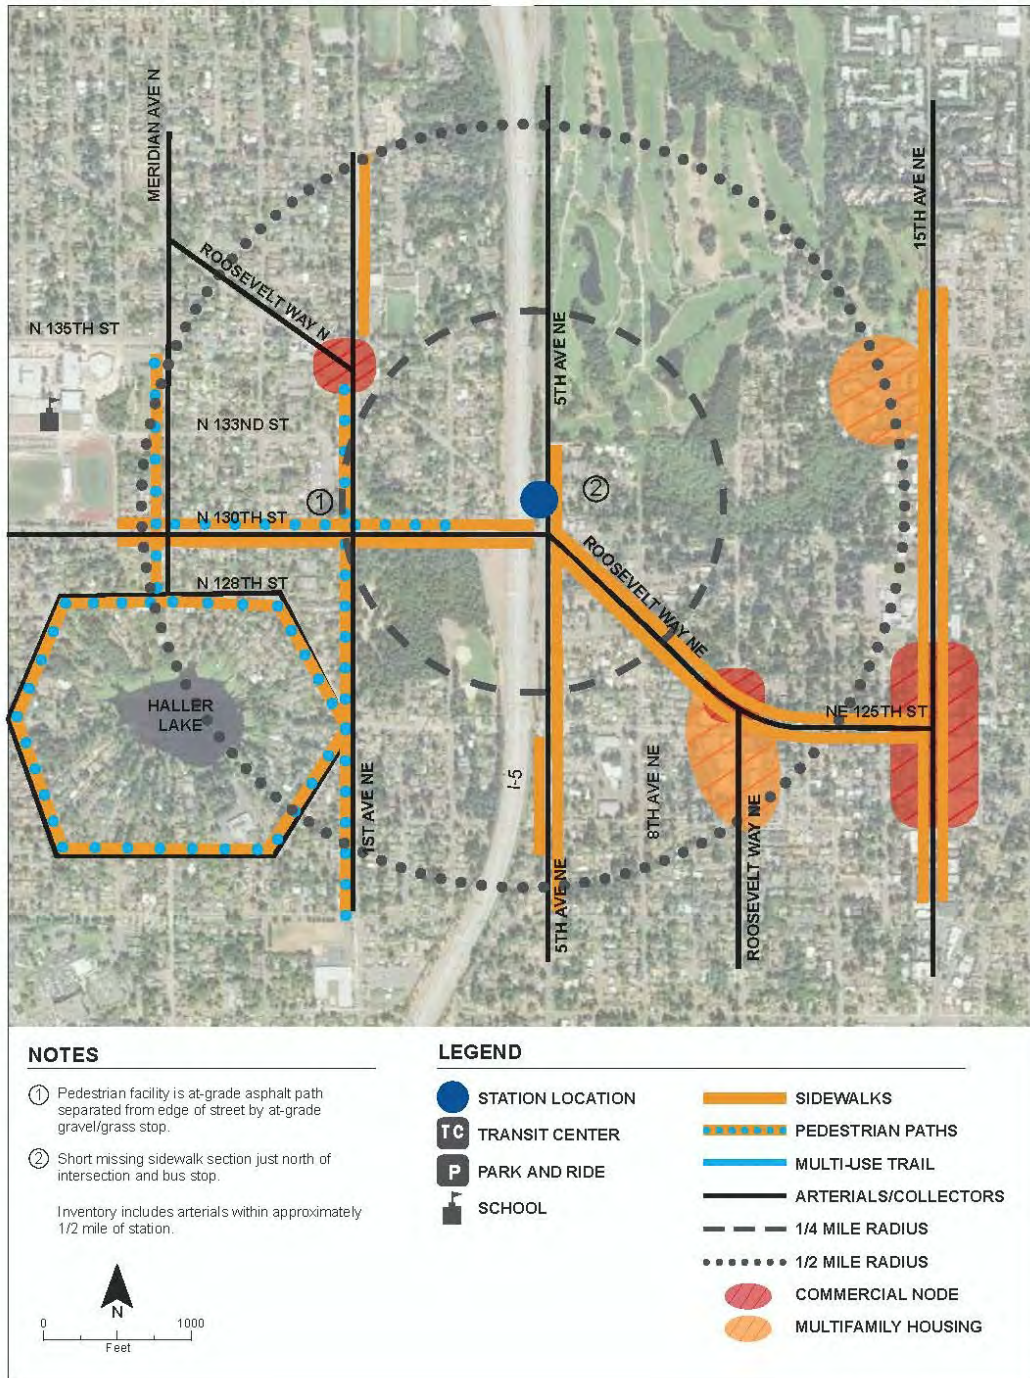 MERIDIAN AVE N
15TH AVE NE
ROOSEVELT WAY N
N 135TH ST
5TH AVE NE
N 133ND ST
1
2
N 130TH ST
ROOSEVELT WAY NE
N 128TH ST
HALLER
LAKE
NE 125TH ST
I-5
8TH AVE NE
1ST AVE NE
ROOSEVELT WAY NE
5TH AVE NE
NOTES
1 Pedestrian facility is at-grade asphalt path
separated from edge of street by at-grade
gravel/grass stop.
2 Short missing sidewalk section just north of
intersection and bus stop.
Inventory includes arterials within approximately
1/2 mile of station.
N
0 1000
Feet
LEGEND
STATION LOCATION
TC TRANSIT CENTER
P PARK AND RIDE
SCHOOL
SIDEWALKS
PEDESTRIAN PATHS
MULTI-USE TRAIL
ARTERIALS/COLLECTORS
1/4 MILE RADIUS
1/2 MILE RADIUS
COMMERCIAL NODE
MULTIFAMILY HOUSING